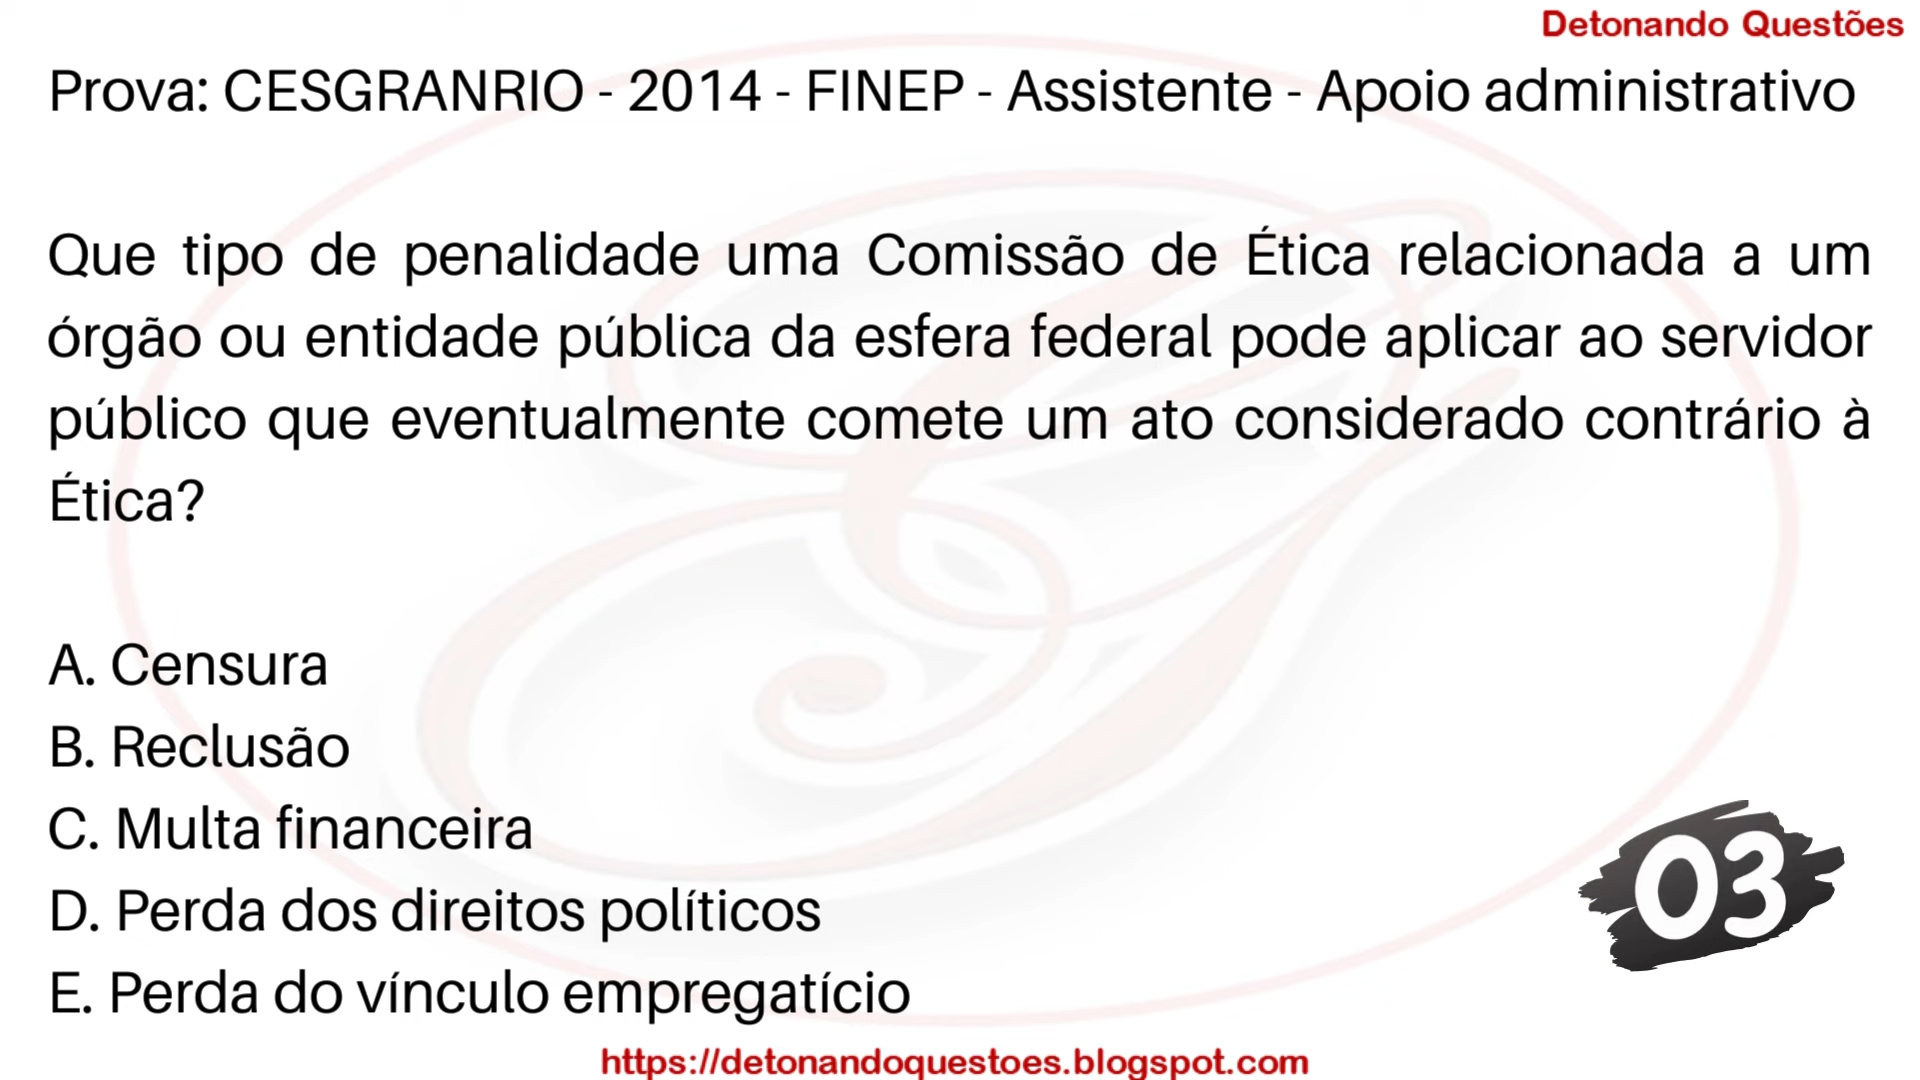 Detonando Questões
Prova: CESGRANRIO - 2014 - FINEP - Assistente - Apoio administrativo
Que tipo de penalidade uma Comissão de Ética relacionada a um
órgão ou entidade pública da esfera federal pode aplicar ao servidor
público que eventualmente comete um ato considerado contrário à
Ética?
A. Censura
B. Reclusão
C. Multa financeira
D. Perda dos direitos políticos
E. Perda do vínculo empregatício
03
https://detonandoquestoes.blogspot.com